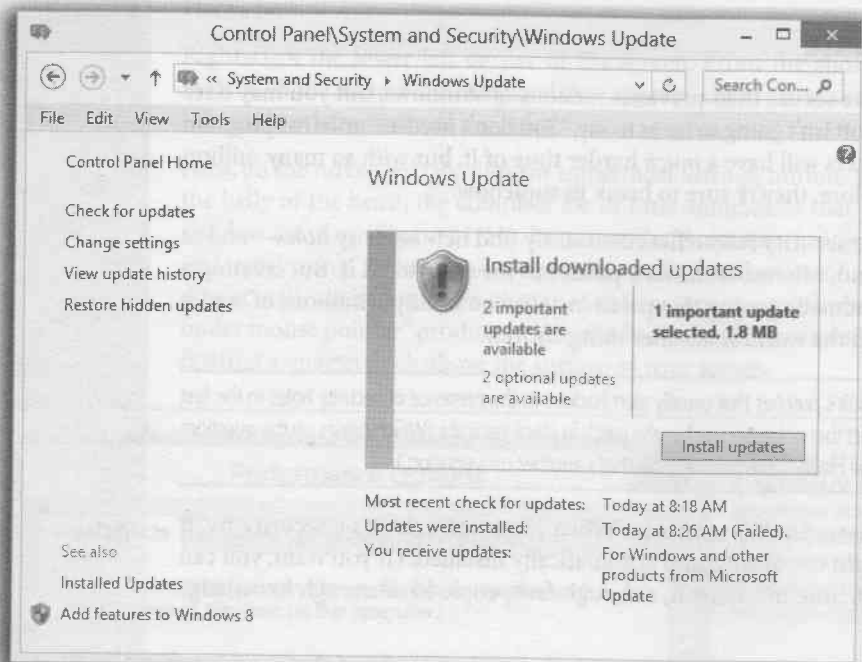 Control Panel\System and Security\Windows Update
« System and Security ▸ Windows Update
Search Con...
File Edit View Tools Help
Control Panel Home
Check for updates
Change settings
View update history
Restore hidden updates
Windows Update
Install downloaded updates
2 important
updates are
available
2 optional updates
are available
1 important update
selected, 1.8 MB
Install updates
Most recent check for updates: Today at 8:18 AM
Updates were installed: Today at 8:26 AM (Failed).
You receive updates: For Windows and other
products from Microsoft
Update
See also
Installed Updates
Add features to Windows 8